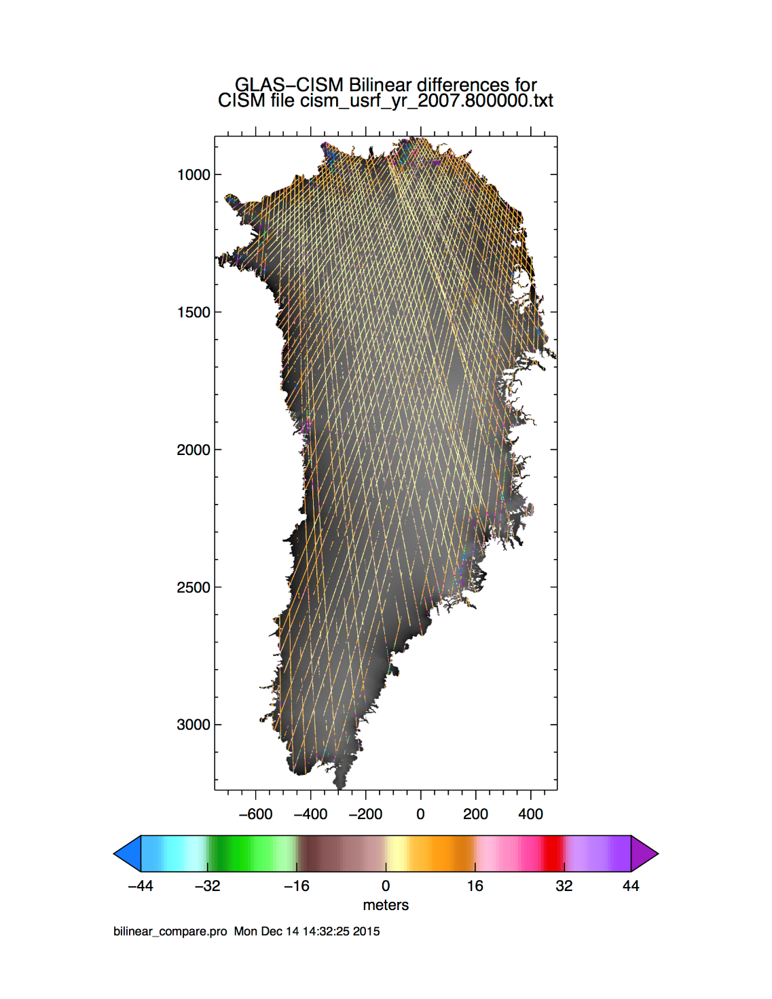 GLAS−CISM Bilinear differences for
CISM file cism_usrf_yr_2007.800000.txt
1000
1500
2000
2500
3000
−600 −400 −200 0 200 400
−44 −32 −16 0 16 32 44
meters
bilinear_compare.pro Mon Dec 14 14:32:25 2015